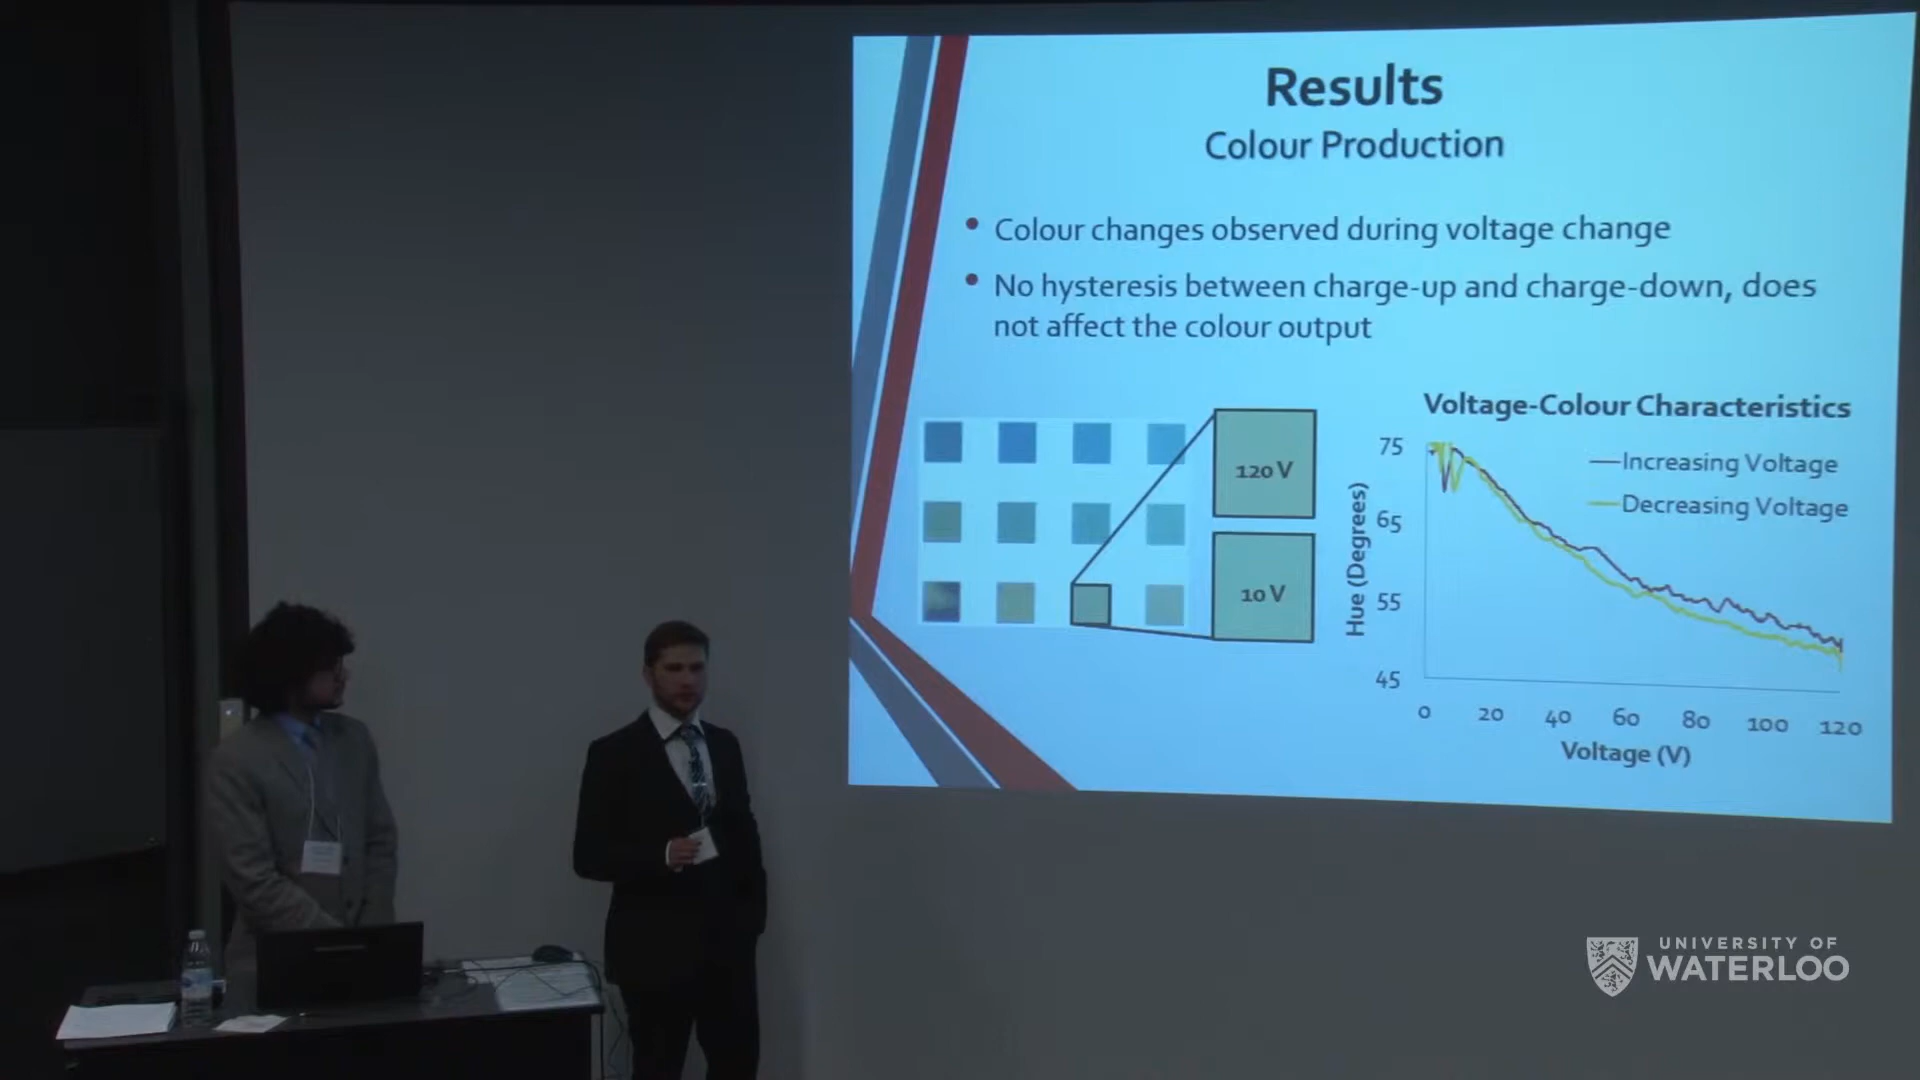 Results
Colour Production
• Colour changes observed during voltage change
• No hysteresis between charge-up and charge-down, does
not affect the colour output
120 V
10 V
Voltage-Colour Characteristics
Increasing Voltage
Decreasing Voltage
Hue (Degrees)
75
65
55
45
0 20 40 60 80 100 120
Voltage (V)
UNIVERSITY OF
WATERLOO